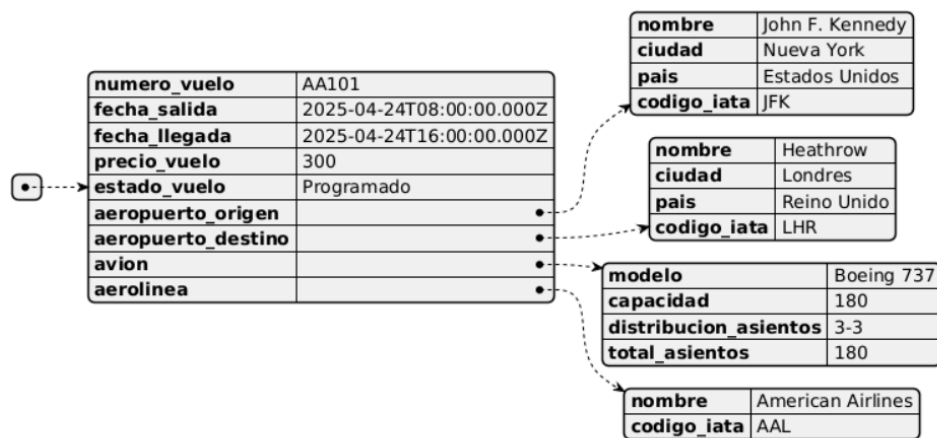 numero_vuelo AA101
fecha_salida 2025-04-24T08:00:00.000Z
fecha_llegada 2025-04-24T16:00:00.000Z
precio_vuelo 300
estado_vuelo Programado
aeropuerto_origen
aeropuerto_destino
avion
aerolinea
nombre John F. Kennedy
ciudad Nueva York
pais Estados Unidos
codigo_iata JFK
nombre Heathrow
ciudad Londres
pais Reino Unido
codigo_iata LHR
modelo Boeing 737
capacidad 180
distribucion_asientos 3-3
total_asientos 180
nombre American Airlines
codigo_iata AAL